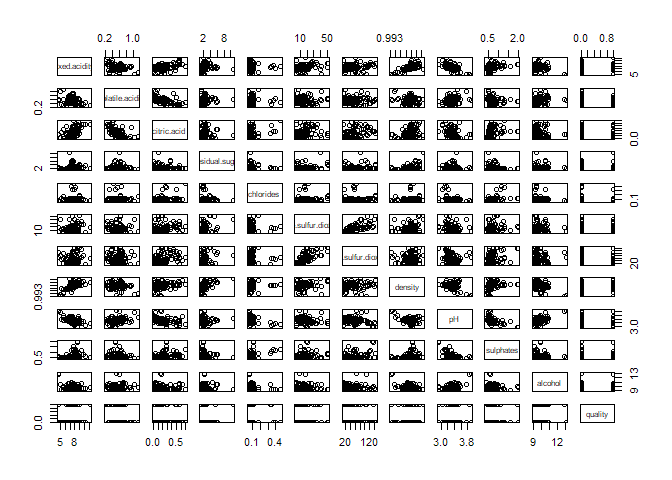 0.2 1.0 2 8 10 50 0.993 0.5 2.0 0.0 0.8
xed.acidit 5
0.2 latile.acidi
citric.acid 0.0
2 sidual.sug
chlorides 0.1
10 .sulfur.dio
.sulfur.dio 20
0.993 density
pH 3.0
0.5 sulphates
alcohol 9 13
0.0 quality
5 8 0.0 0.5 0.1 0.4 20 120 3.0 3.8 9 12